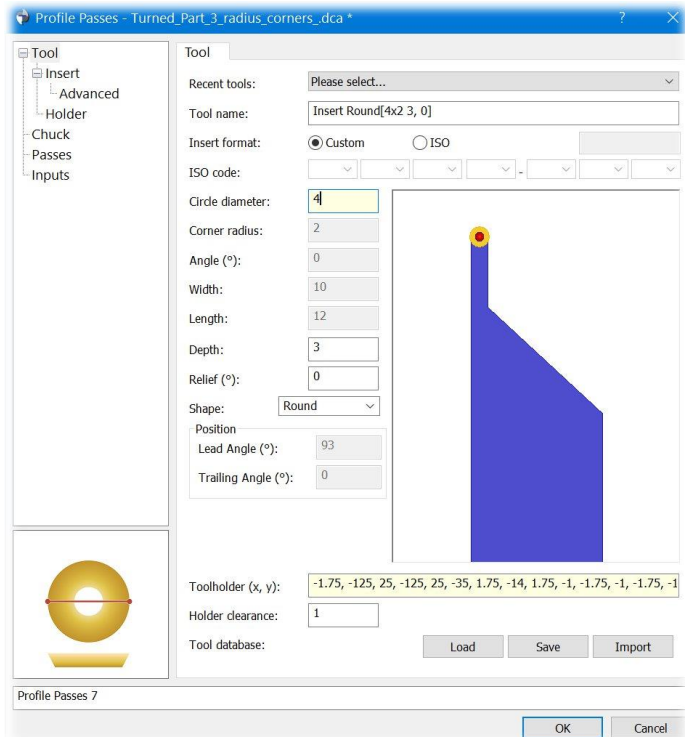 Profile Passes - Turned_Part_3_radius_corners_.dca *
?
Tool
Insert
Advanced
Holder
Chuck
Passes
Inputs
Tool
Recent tools: Please select...
Tool name: Insert Round[4x2 3, 0]
Insert format: Custom ISO
ISO code: -
Circle diameter: 4
Corner radius: 2
Angle (º): 0
Width: 10
Length: 12
Depth: 3
Relief (º): 0
Shape: Round
Position
Lead Angle (º): 93
Trailing Angle (º): 0
Toolholder (x, y): -1.75, -125, 25, -125, 25, -35, 1.75, -14, 1.75, -1, -1.75, -1, -1.75, -1
Holder clearance: 1
Tool database: Load Save Import
Profile Passes 7
OK Cancel